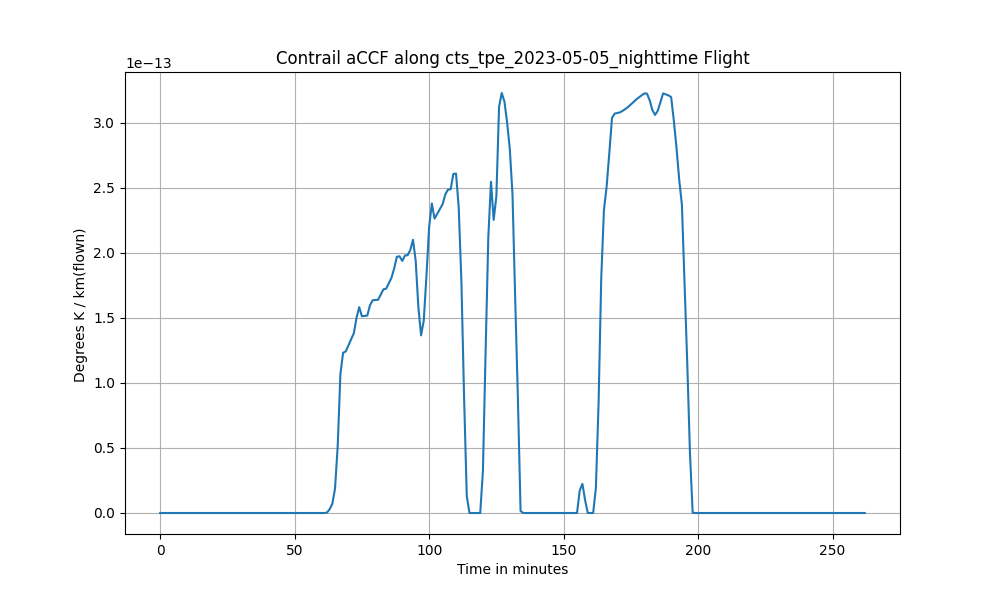 Contrail aCCF along cts_tpe_2023-05-05_nighttime Flight
1e−13
3.0
2.5
2.0
1.5
1.0
0.5
0.0
Degrees K / km(flown)
0 50 100 150 200 250
Time in minutes